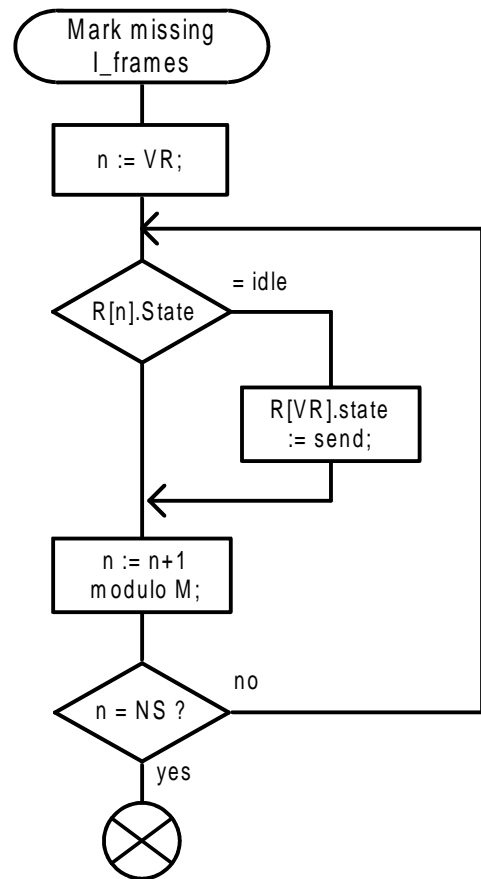 Mark missing
I_frames
n := VR;
= idle
R[n].State
R[VR].state
:= send;
n := n+1
modulo M;
no
n = NS ?
yes